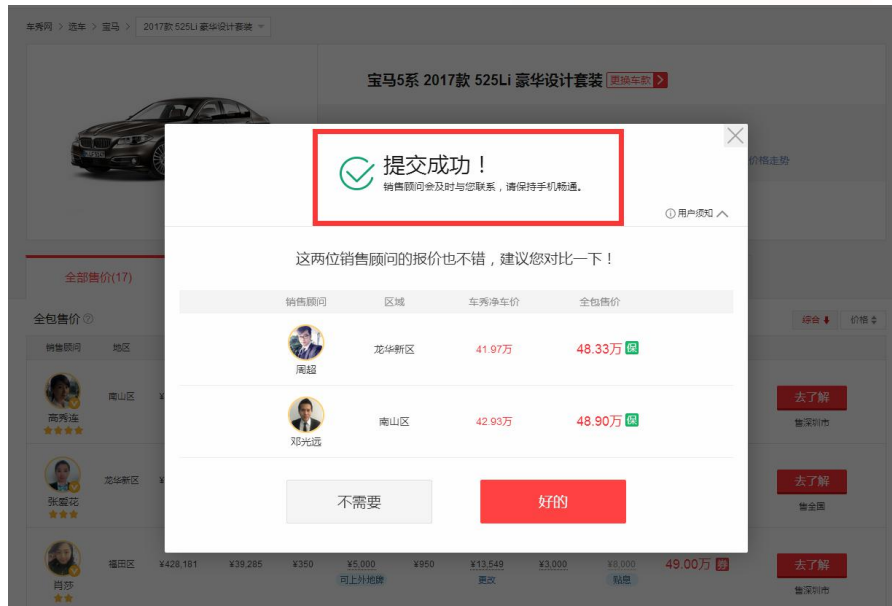 车秀网 > 选车 > 宝马 > 2017款 525Li 豪华设计套装
宝马5系 2017款 525Li 豪华设计套装 更换车款
价格走势
提交成功！
销售顾问会及时与您联系，请保持手机畅通。
用户须知
这两位销售顾问的报价也不错，建议您对比一下！
全部售价(17)
销售顾问 区域 车秀净车价 全包售价
全包售价
综合 价格
周超 龙华新区 41.97万 48.33万 保
销售顾问 地区
高秀连 南山区 ¥ 去了解
售深圳市
邓光远 南山区 42.93万 48.90万 保
张爱花 龙华新区 ¥ 去了解
售全国
不需要 好的
肖莎 福田区 ¥428,181 ¥39,285 ¥350 ¥5,000 ¥950 ¥13,549 ¥3,000 ¥8,000 49.00万 券 去了解
可上外地牌 更改 贴息 售深圳市